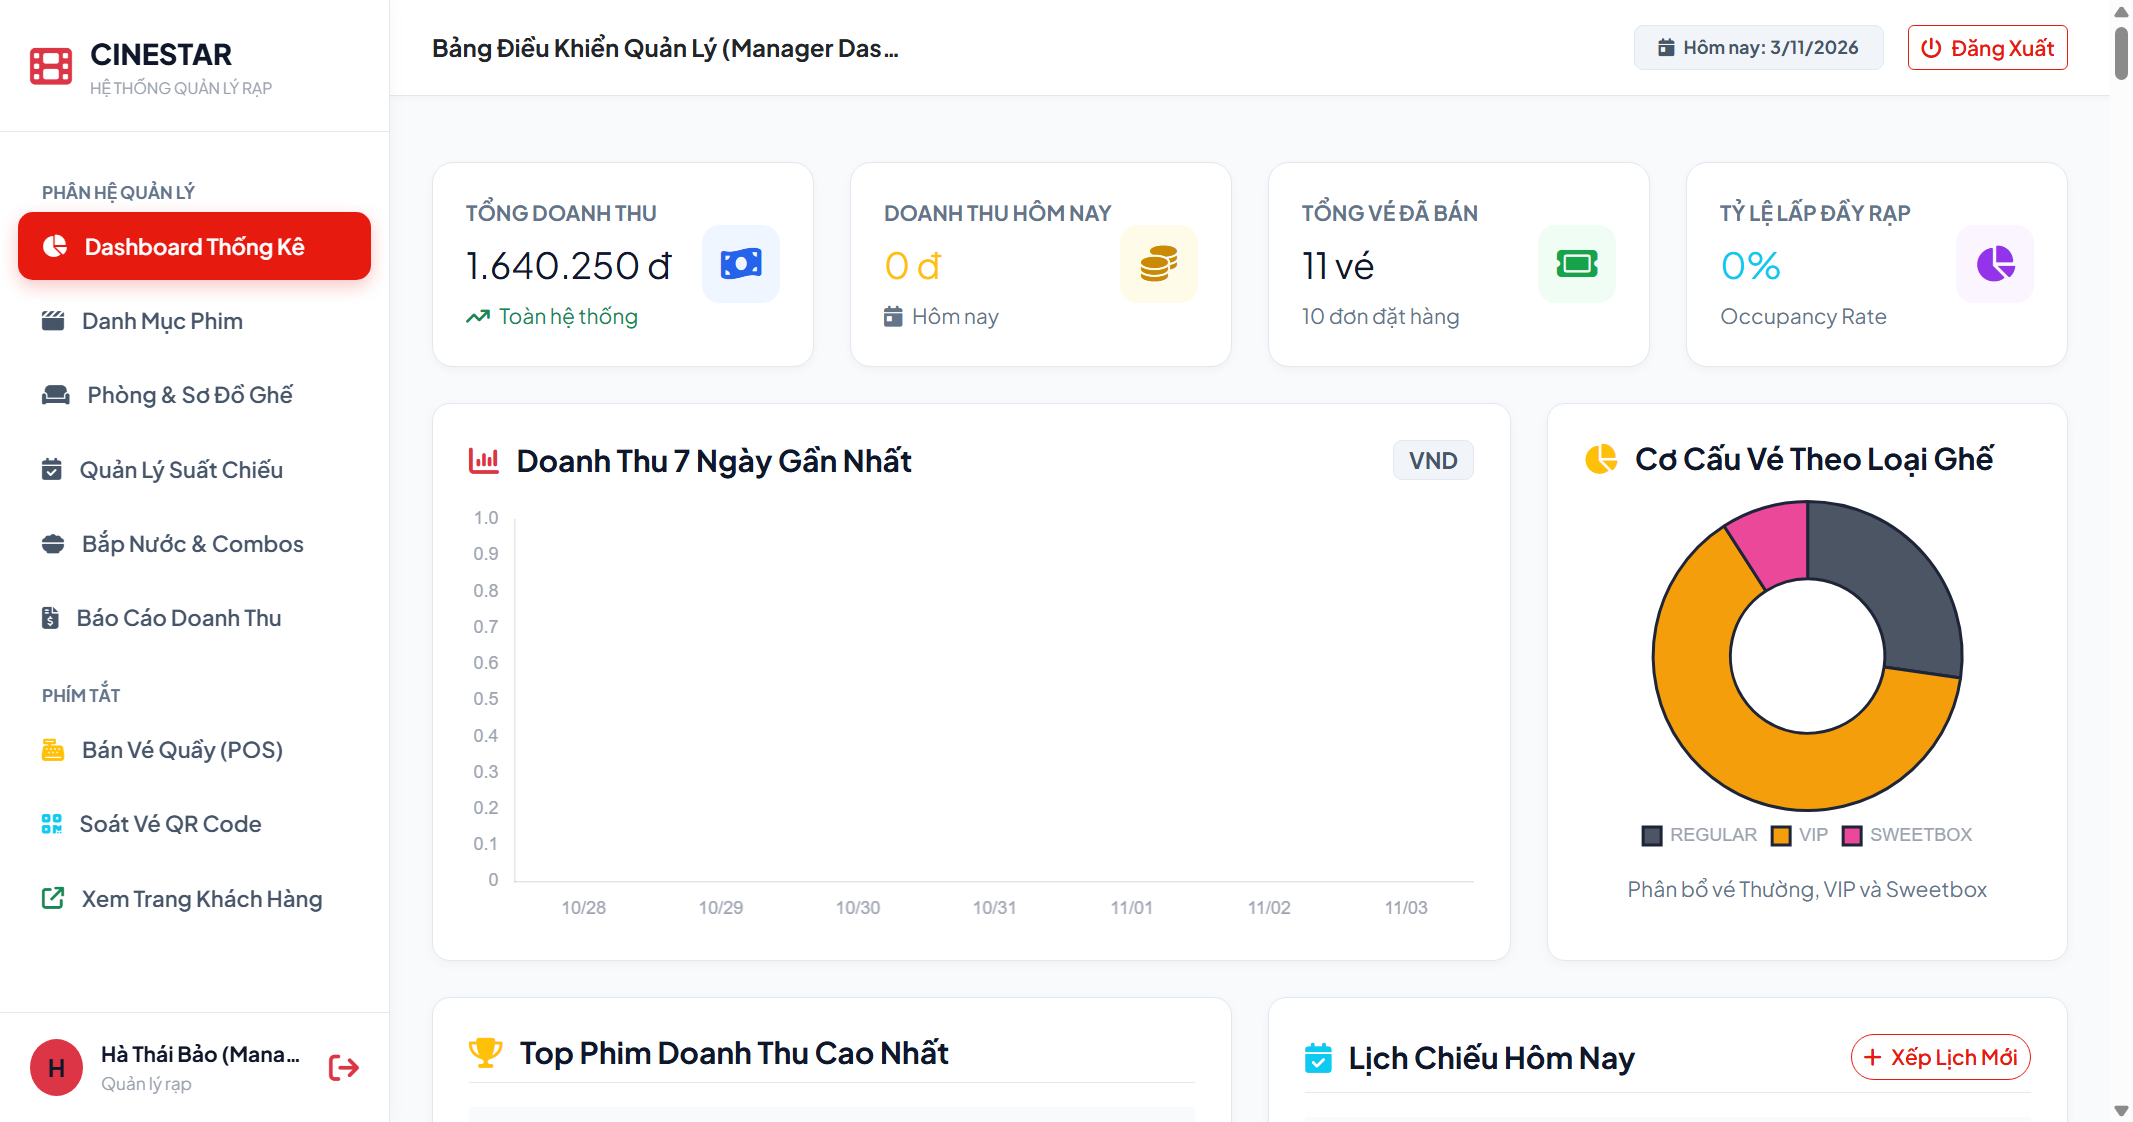 CINESTAR
HỆ THỐNG QUẢN LÝ RẠP
PHÂN HỆ QUẢN LÝ
Dashboard Thống Kê
Danh Mục Phim
Phòng & Sơ Đồ Ghế
Quản Lý Suất Chiếu
Bắp Nước & Combos
Báo Cáo Doanh Thu
PHÍM TẮT
Bán Vé Quầy (POS)
Soát Vé QR Code
Xem Trang Khách Hàng
H
Hà Thái Bảo (Mana...
Quản lý rạp
Bảng Điều Khiển Quản Lý (Manager Das...
Hôm nay: 3/11/2026
Đăng Xuất
TỔNG DOANH THU
1.640.250 đ
Toàn hệ thống
DOANH THU HÔM NAY
0 đ
Hôm nay
TỔNG VÉ ĐÃ BÁN
11 vé
10 đơn đặt hàng
TỶ LỆ LẤP ĐẦY RẠP
0%
Occupancy Rate
Doanh Thu 7 Ngày Gần Nhất
VND
1.0
0.9
0.8
0.7
0.6
0.5
0.4
0.3
0.2
0.1
0
10/28 10/29 10/30 10/31 11/01 11/02 11/03
Cơ Cấu Vé Theo Loại Ghế
REGULAR VIP SWEETBOX
Phân bổ vé Thường, VIP và Sweetbox
Top Phim Doanh Thu Cao Nhất
Lịch Chiếu Hôm Nay
+ Xếp Lịch Mới